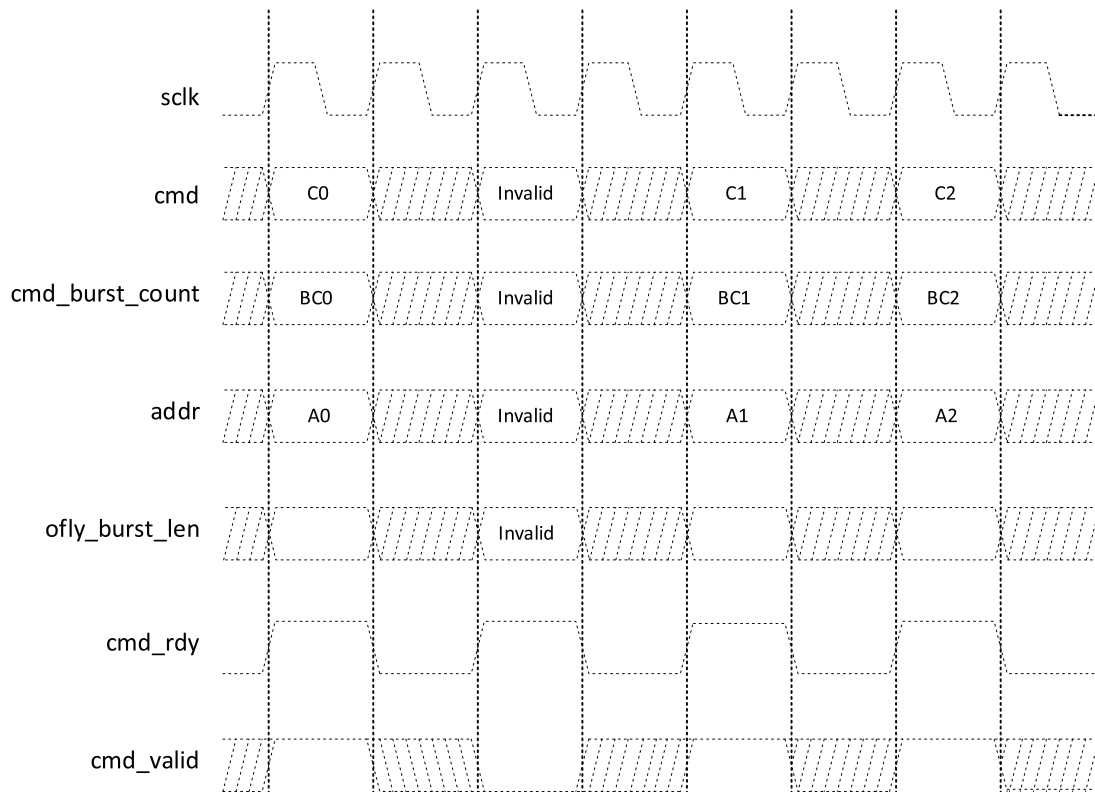 sclk
cmd C0 Invalid C1 C2
cmd_burst_count BC0 Invalid BC1 BC2
addr A0 Invalid A1 A2
ofly_burst_len Invalid
cmd_rdy
cmd_valid